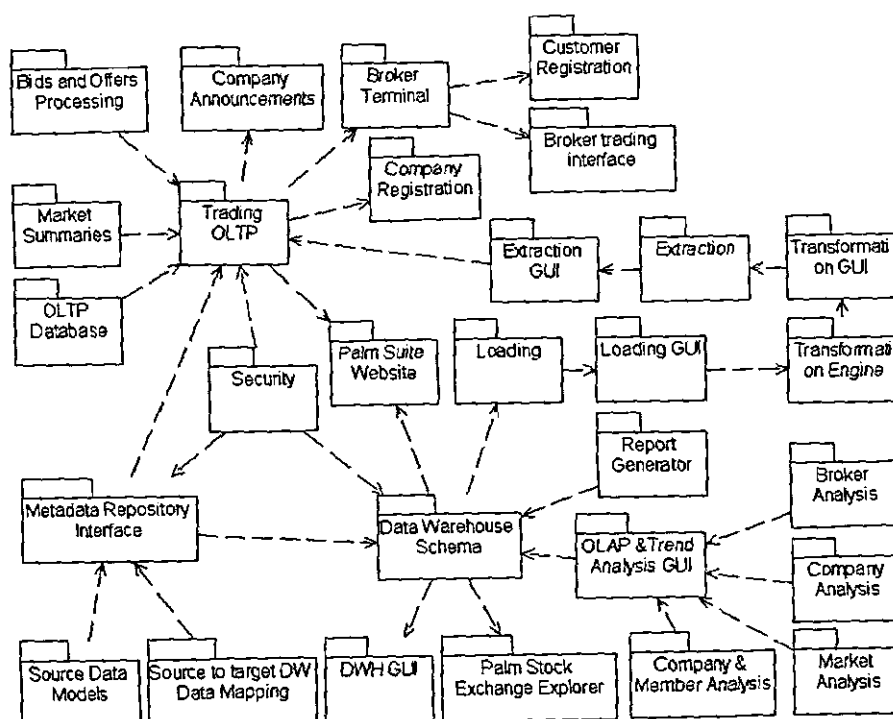 Bids and Offers
Processing
Company
Announcements
Broker
Terminal
Customer
Registration
Broker trading
interface
Market
Summaries
Trading
OLTP
Company
Registration
Extraction
GUI
Extraction
Transformati
on GUI
OLTP
Database
Security
Palm Suite
Website
Loading
Loading GUI
Transformati
on Engine
Report
Generator
Broker
Analysis
Metadata Repository
Interface
Data Warehouse
Schema
OLAP & Trend
Analysis GUI
Company
Analysis
Source Data
Models
Source to target DW
Data Mapping
DWH GUI
Palm Stock
Exchange Explorer
Company &
Member Analysis
Market
Analysis